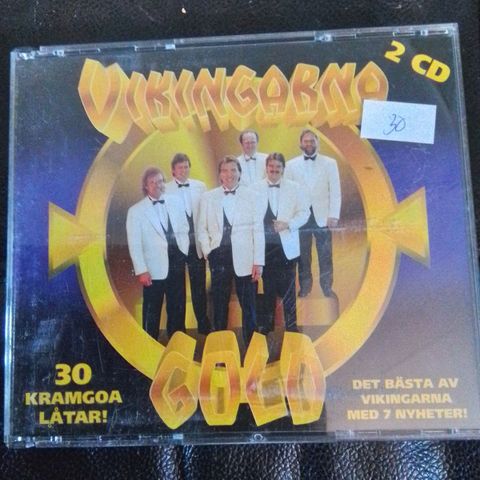 VIKINGARNA
2 CD
30
GOLD
30
KRAMGOA
LÅTAR!
DET BÄSTA AV
VIKINGARNA
MED 7 NYHETER!